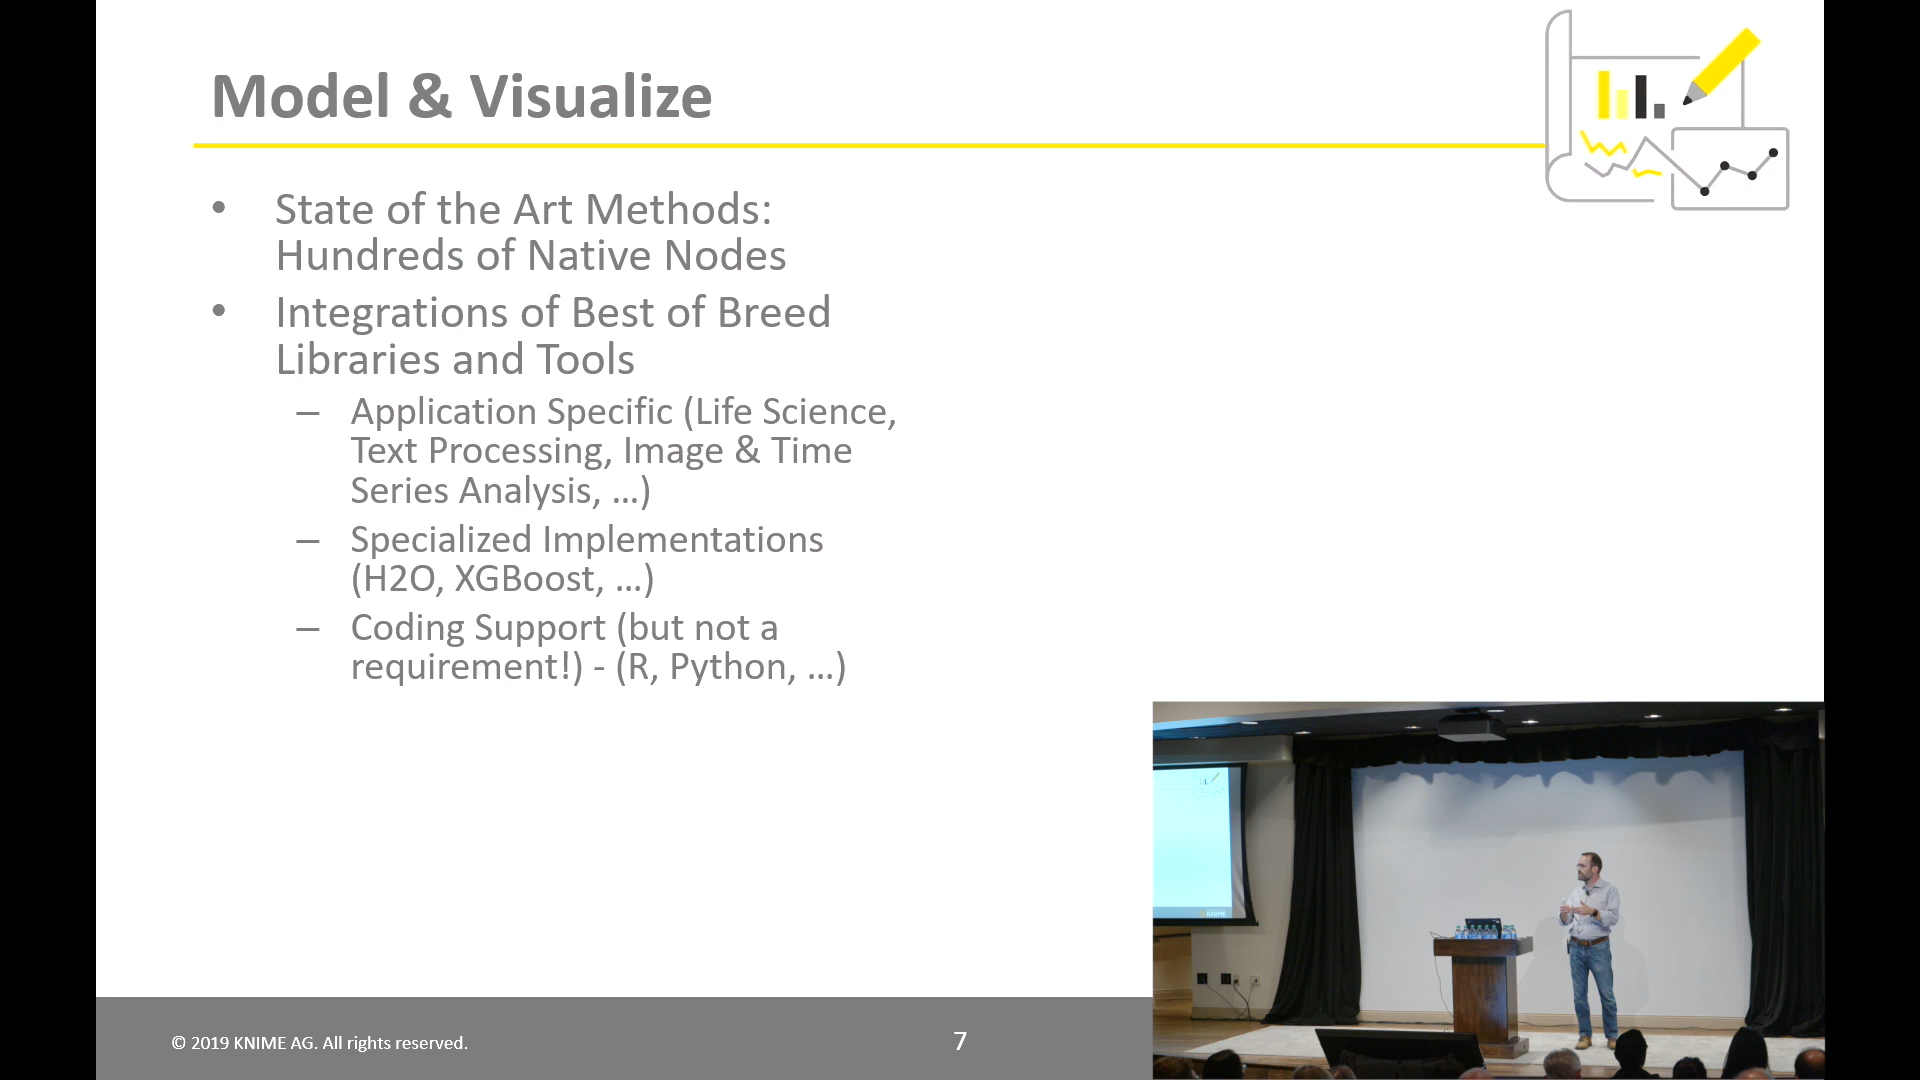 Model & Visualize
• State of the Art Methods:
Hundreds of Native Nodes
• Integrations of Best of Breed
Libraries and Tools
– Application Specific (Life Science,
Text Processing, Image & Time
Series Analysis, ...)
– Specialized Implementations
(H2O, XGBoost, ...)
– Coding Support (but not a
requirement!) - (R, Python, ...)
© 2019 KNIME AG. All rights reserved.
7
KNIME